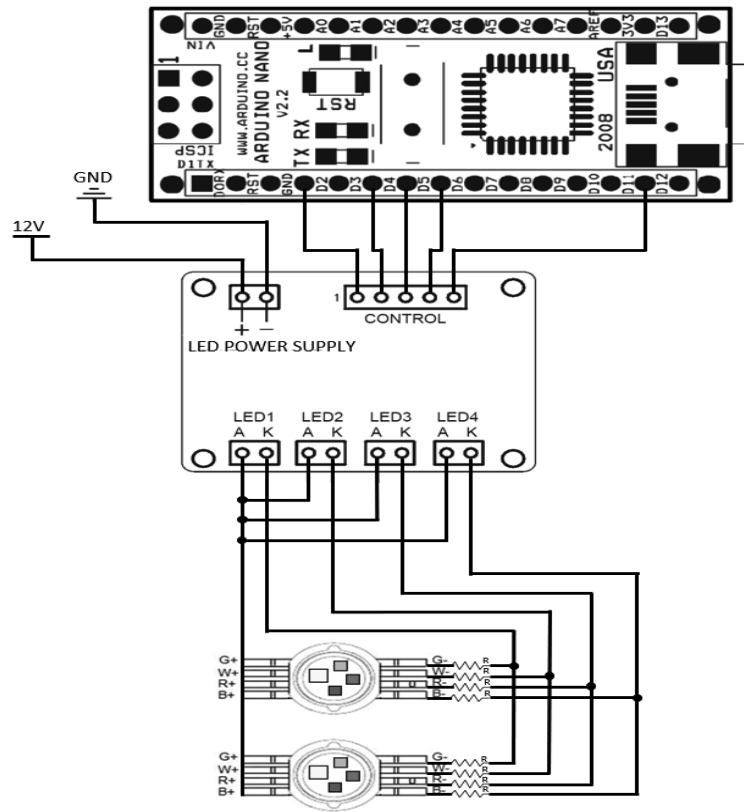 VIN GND RST +5V A0 A1 A2 A3 A4 A5 A6 A7 AREF 3V3 D13
1
ICSP
WWW.ARDUINO.CC
ARDUINO NANO
V2.2
L
RST
TX RX
USA
2008
D1TX DORX RST GND D2 D3 D4 D5 D6 D7 D8 D9 D10 D11 D12
GND
12V
1
CONTROL
+ −
LED POWER SUPPLY
LED1 LED2 LED3 LED4
A K A K A K A K
G+ G- R
W+ W- R
R+ R- R
B+ B- R
G+ G- R
W+ W- R
R+ R- R
B+ B- R